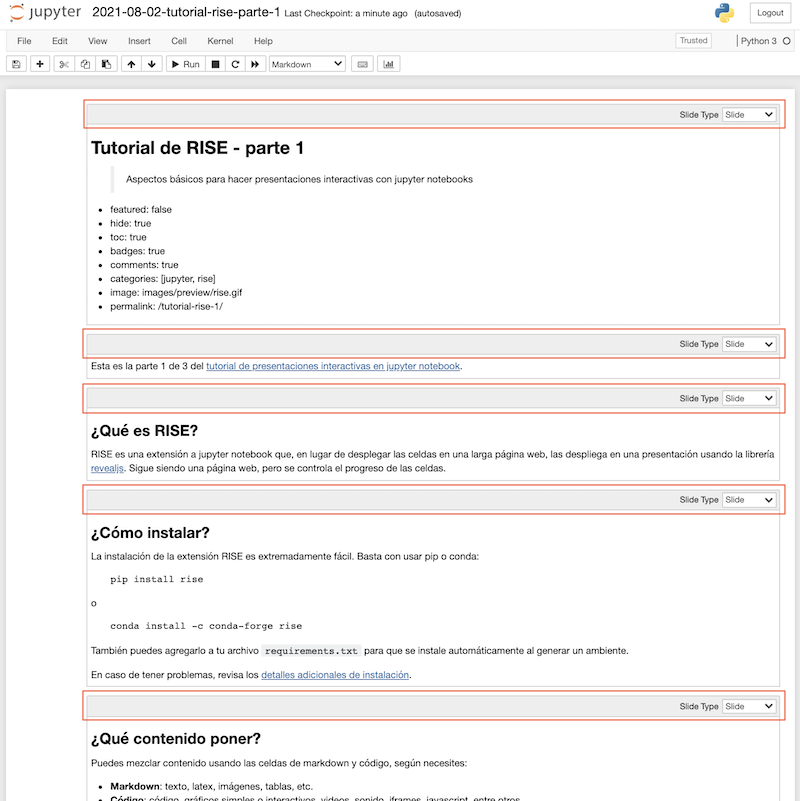 jupyter 2021-08-02-tutorial-rise-parte-1 Last Checkpoint: a minute ago (autosaved) Logout
File Edit View Insert Cell Kernel Help Trusted Python 3
Run Markdown
Slide Type Slide
Tutorial de RISE - parte 1
Aspectos básicos para hacer presentaciones interactivas con jupyter notebooks
• featured: false
• hide: true
• toc: true
• badges: true
• comments: true
• categories: [jupyter, rise]
• image: images/preview/rise.gif
• permalink: /tutorial-rise-1/
Slide Type Slide
Esta es la parte 1 de 3 del tutorial de presentaciones interactivas en jupyter notebook.
Slide Type Slide
¿Qué es RISE?
RISE es una extensión a jupyter notebook que, en lugar de desplegar las celdas en una larga página web, las despliega en una presentación usando la librería
revealjs. Sigue siendo una página web, pero se controla el progreso de las celdas.
Slide Type Slide
¿Cómo instalar?
La instalación de la extensión RISE es extremadamente fácil. Basta con usar pip o conda:
pip install rise
o
conda install -c conda-forge rise
También puedes agregarlo a tu archivo requirements.txt para que se instale automáticamente al generar un ambiente.
En caso de tener problemas, revisa los detalles adicionales de instalación.
Slide Type Slide
¿Qué contenido poner?
Puedes mezclar contenido usando las celdas de markdown y código, según necesites:
• Markdown: texto, latex, imágenes, tablas, etc.
• Código: código, gráficos simples o interactivos, videos, sonido, iframes, javascript, entre otros